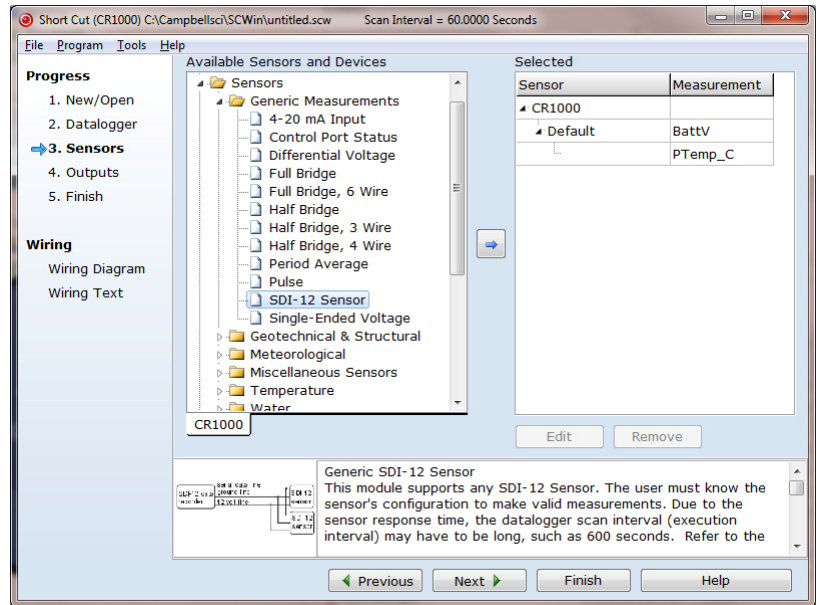 Short Cut (CR1000) C:\Campbellsci\SCWin\untitled.scw Scan Interval = 60.0000 Seconds
File Program Tools Help
Progress
1. New/Open
2. Datalogger
3. Sensors
4. Outputs
5. Finish
Wiring
Wiring Diagram
Wiring Text
Available Sensors and Devices
Sensors
Generic Measurements
4-20 mA Input
Control Port Status
Differential Voltage
Full Bridge
Full Bridge, 6 Wire
Half Bridge
Half Bridge, 3 Wire
Half Bridge, 4 Wire
Period Average
Pulse
SDI-12 Sensor
Single-Ended Voltage
Geotechnical & Structural
Meteorological
Miscellaneous Sensors
Temperature
Water
CR1000
Selected
Sensor Measurement
CR1000
Default BattV
PTemp_C
Edit Remove
Generic SDI-12 Sensor
This module supports any SDI-12 Sensor. The user must know the
sensor's configuration to make valid measurements. Due to the
sensor response time, the datalogger scan interval (execution
interval) may have to be long, such as 600 seconds. Refer to the
Previous Next Finish Help